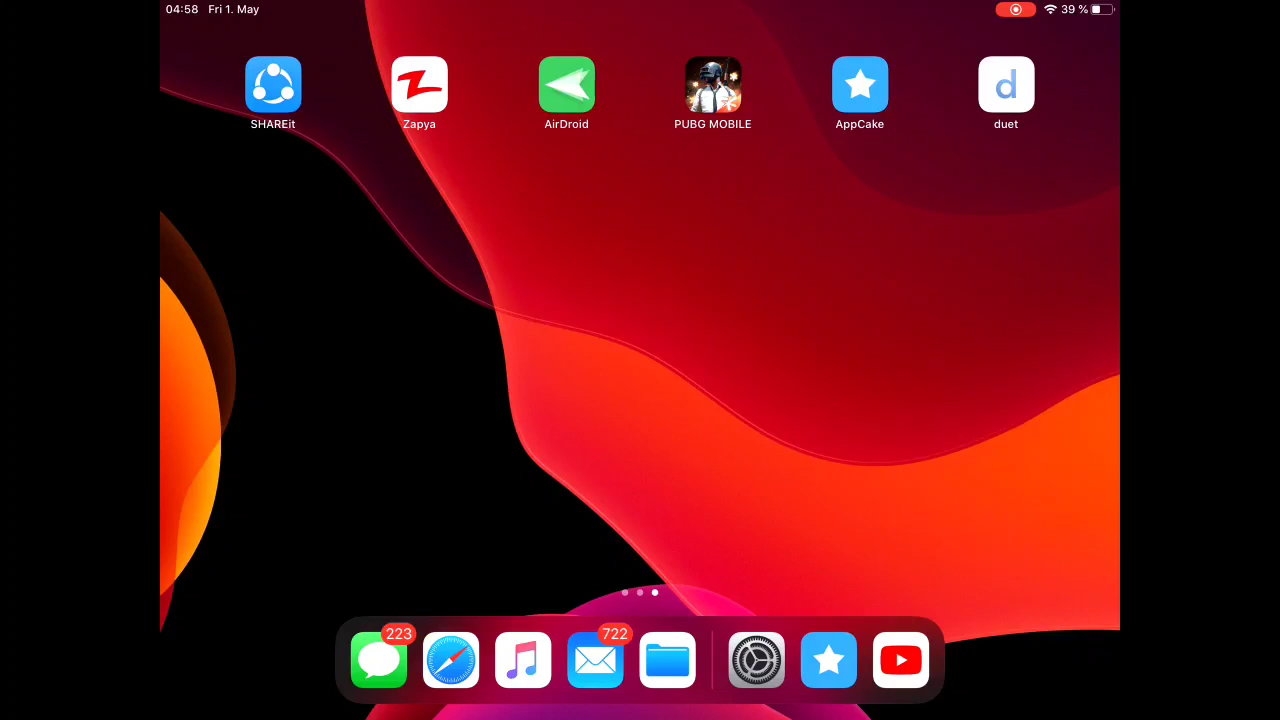 04:58 Fri 1. May 39 %
SHAREit Zapya AirDroid PUBG MOBILE AppCake duet
d
223 722